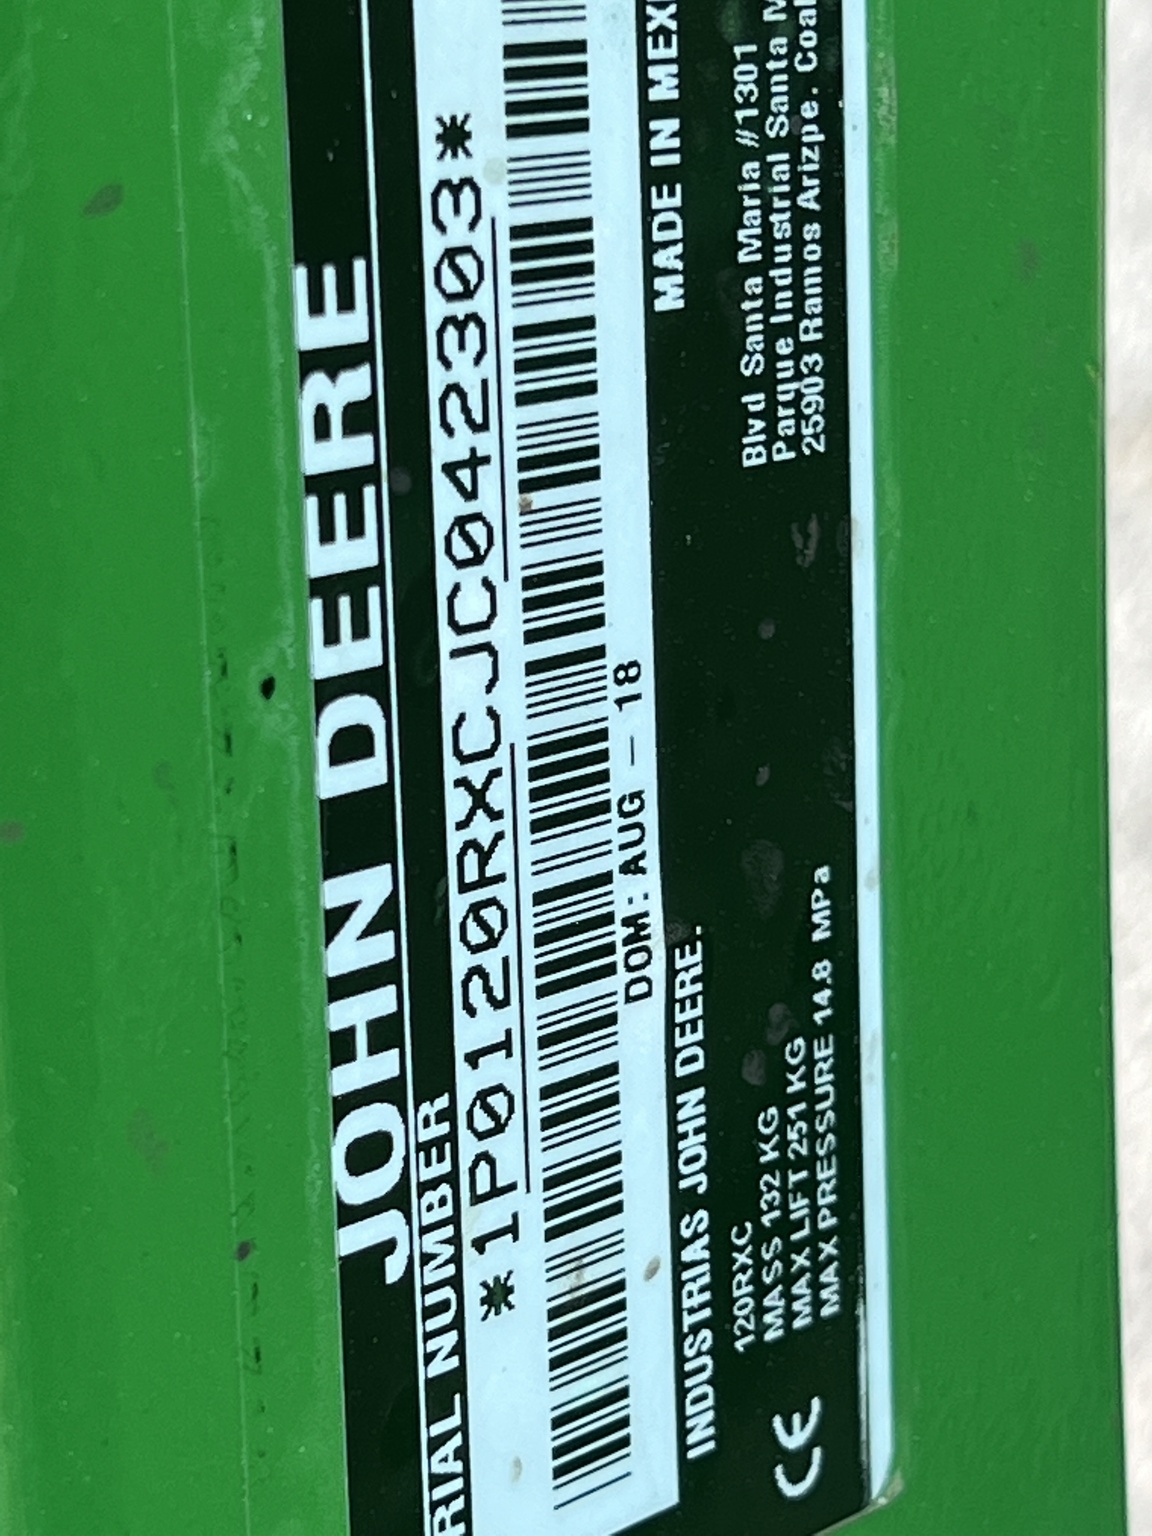 JOHN DEERE
RIAL NUMBER
*1P0120RXCJC042303*
DOM: AUG - 18
INDUSTRIAS JOHN DEERE.
MADE IN MEX
120RXC
MASS 132 KG
MAX LIFT 251 KG
MAX PRESSURE 14.8 MPa
CE
Blvd Santa Maria #1301
Parque Industrial Santa M
25903 Ramos Arizpe. Coa